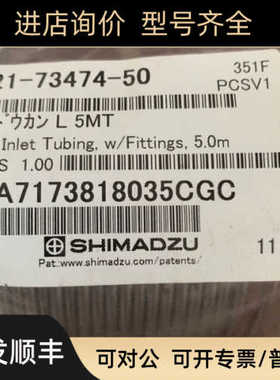 进店询价 型号齐全
21-73474-50
351F
PCSV1
ドウカン L 5MT
Inlet Tubing, w/Fittings, 5.0m
S 1.00
A7173818035CGC
SHIMADZU
11
Pat:www.shimadzu.com/patents/
发顺丰
可对公 可开专票/普